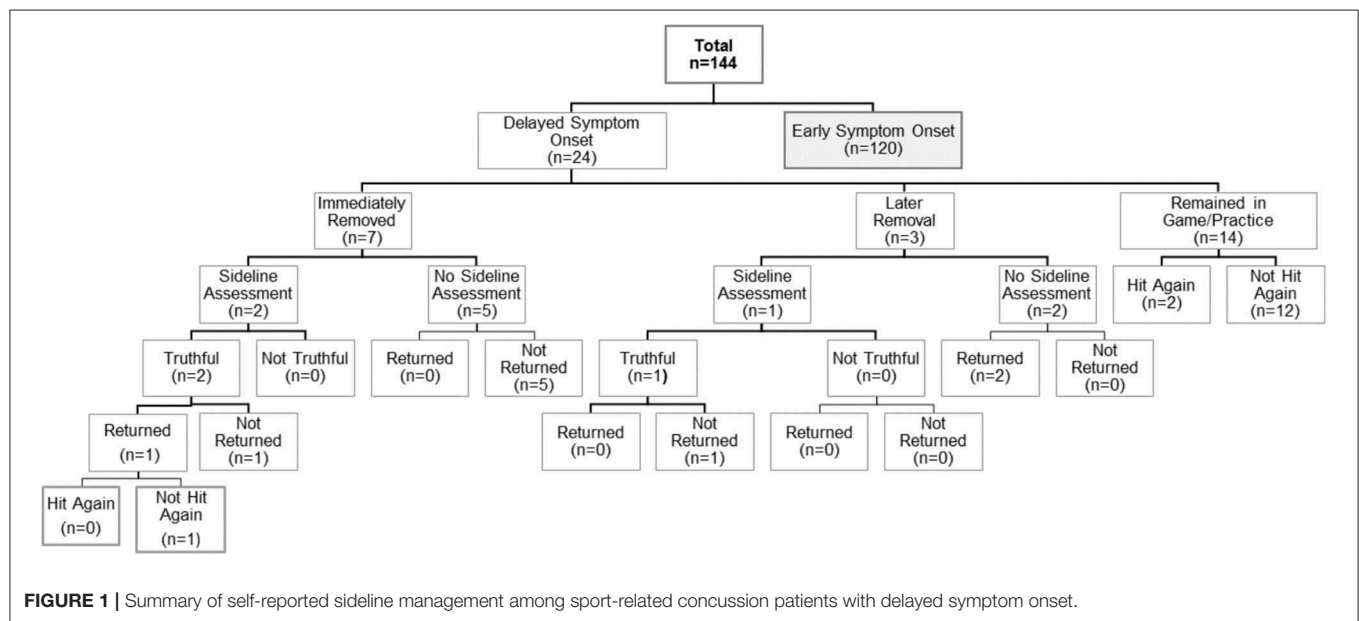 Total
n=144
Delayed Symptom
Onset
(n=24)
Early Symptom Onset
(n=120)
Immediately
Removed
(n=7)
Later
Removal
(n=3)
Remained in
Game/Practice
(n=14)
Sideline
Assessment
(n=2)
No Sideline
Assessment
(n=5)
Sideline
Assessment
(n=1)
No Sideline
Assessment
(n=2)
Hit Again
(n=2)
Not Hit
Again
(n=12)
Truthful
(n=2)
Not Truthful
(n=0)
Returned
(n=0)
Not
Returned
(n=5)
Truthful
(n=1)
Not Truthful
(n=0)
Returned
(n=2)
Not
Returned
(n=0)
Returned
(n=1)
Not
Returned
(n=1)
Returned
(n=0)
Not
Returned
(n=1)
Returned
(n=0)
Not
Returned
(n=0)
Hit Again
(n=0)
Not Hit
Again
(n=1)
FIGURE 1 | Summary of self-reported sideline management among sport-related concussion patients with delayed symptom onset.